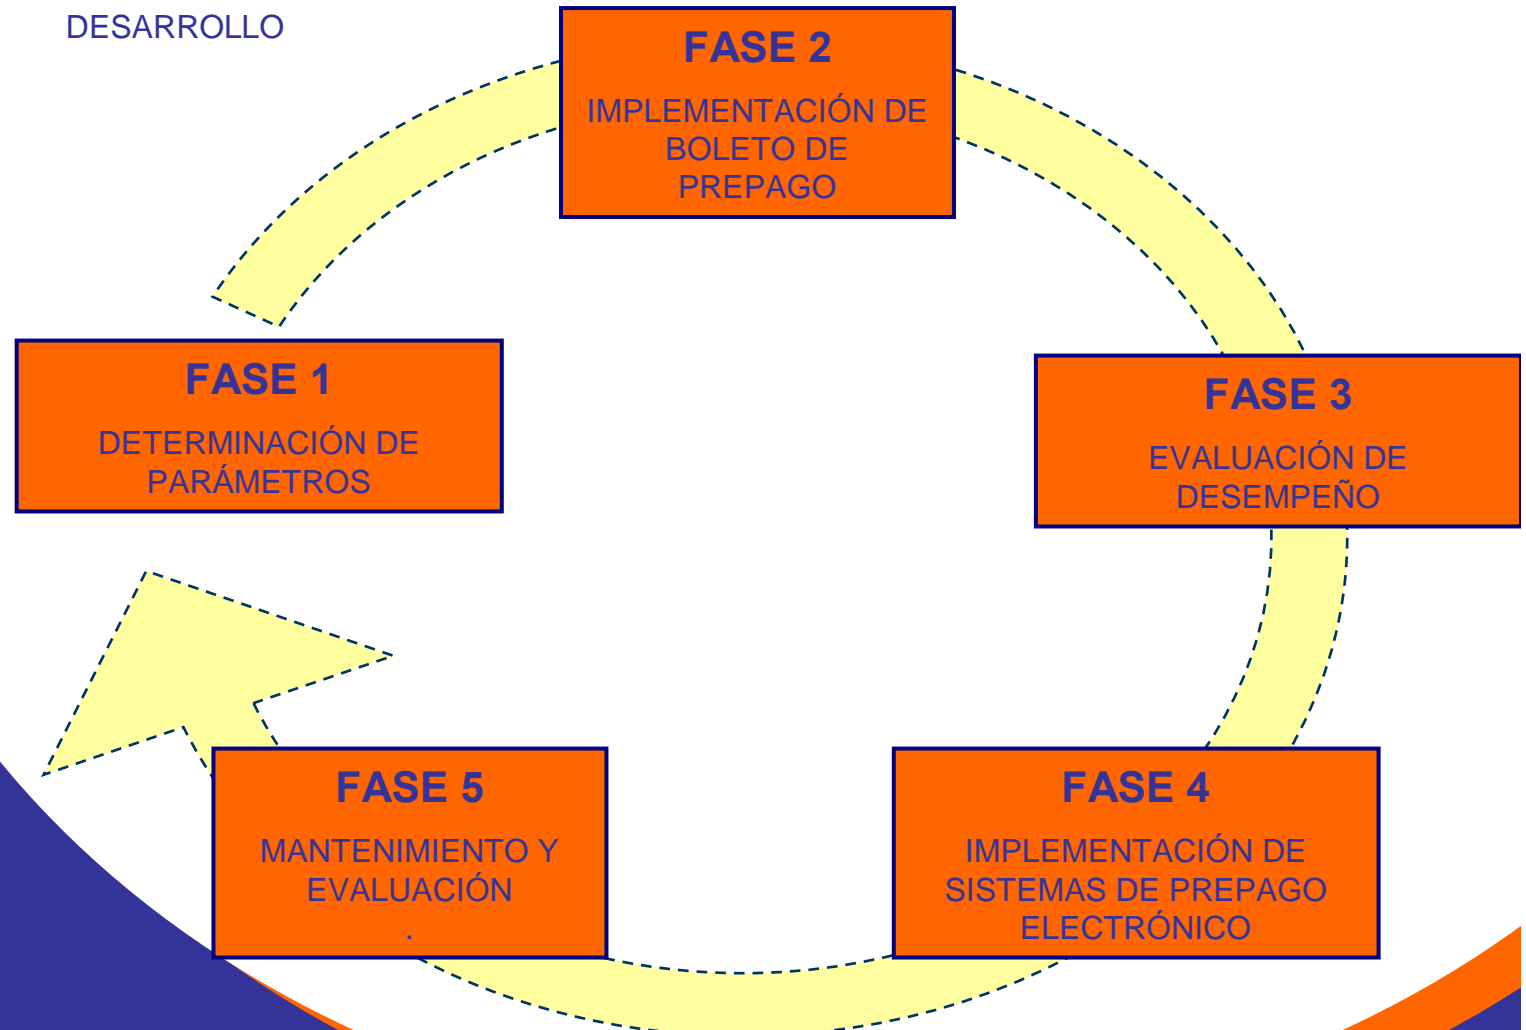 DESARROLLO
FASE 1
DETERMINACIÓN DE
PARÁMETROS
FASE 2
IMPLEMENTACIÓN DE
BOLETO DE
PREPAGO
FASE 3
EVALUACIÓN DE
DESEMPEÑO
FASE 4
IMPLEMENTACIÓN DE
SISTEMAS DE PREPAGO
ELECTRÓNICO
FASE 5
MANTENIMIENTO Y
EVALUACIÓN
.